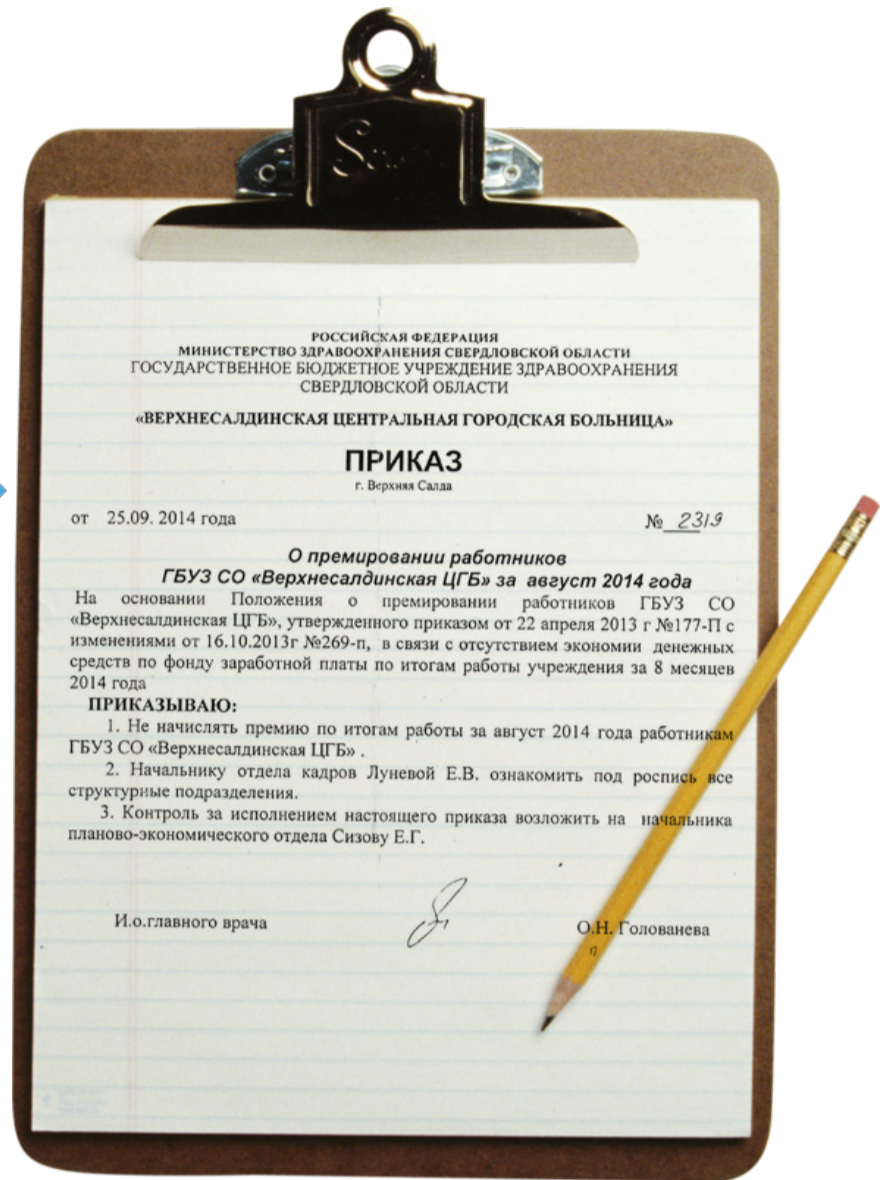 РОССИЙСКАЯ ФЕДЕРАЦИЯ
МИНИСТЕРСТВО ЗДРАВООХРАНЕНИЯ СВЕРДЛОВСКОЙ ОБЛАСТИ
ГОСУДАРСТВЕННОЕ БЮДЖЕТНОЕ УЧРЕЖДЕНИЕ ЗДРАВООХРАНЕНИЯ
СВЕРДЛОВСКОЙ ОБЛАСТИ
«ВЕРХНЕСАЛДИНСКАЯ ЦЕНТРАЛЬНАЯ ГОРОДСКАЯ БОЛЬНИЦА»
ПРИКАЗ
г. Верхняя Салда
от 25.09. 2014 года № 2319
О премировании работников
ГБУЗ СО «Верхнесалдинская ЦГБ» за август 2014 года
На основании Положения о премировании работников ГБУЗ СО
«Верхнесалдинская ЦГБ», утвержденного приказом от 22 апреля 2013 г №177-П с
изменениями от 16.10.2013г №269-п, в связи с отсутствием экономии денежных
средств по фонду заработной платы по итогам работы учреждения за 8 месяцев
2014 года
ПРИКАЗЫВАЮ:
1. Не начислять премию по итогам работы за август 2014 года работникам
ГБУЗ СО «Верхнесалдинская ЦГБ» .
2. Начальнику отдела кадров Луневой Е.В. ознакомить под роспись все
структурные подразделения.
3. Контроль за исполнением настоящего приказа возложить на начальника
планово-экономического отдела Сизову Е.Г.
И.о.главного врача О.Н. Голованева